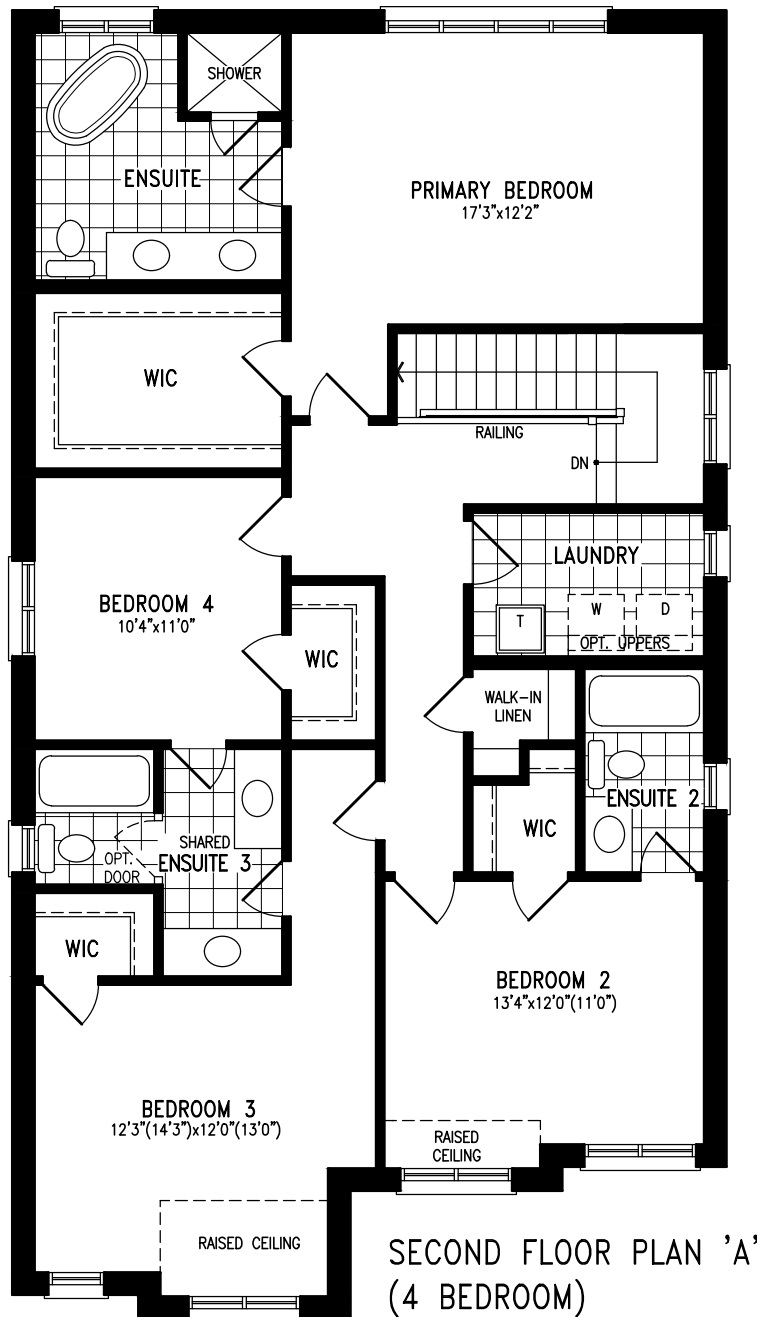 SHOWER
ENSUITE
PRIMARY BEDROOM
17'3"x12'2"
WIC
RAILING
DN
LAUNDRY
W
D
T
OPT. UPPERS
BEDROOM 4
10'4"x11'0"
WIC
WALK-IN
LINEN
ENSUITE 2
WIC
SHARED
ENSUITE 3
OPT.
DOOR
WIC
BEDROOM 2
13'4"x12'0"(11'0")
BEDROOM 3
12'3"(14'3")x12'0"(13'0")
RAISED
CEILING
RAISED CEILING
SECOND FLOOR PLAN 'A'
(4 BEDROOM)